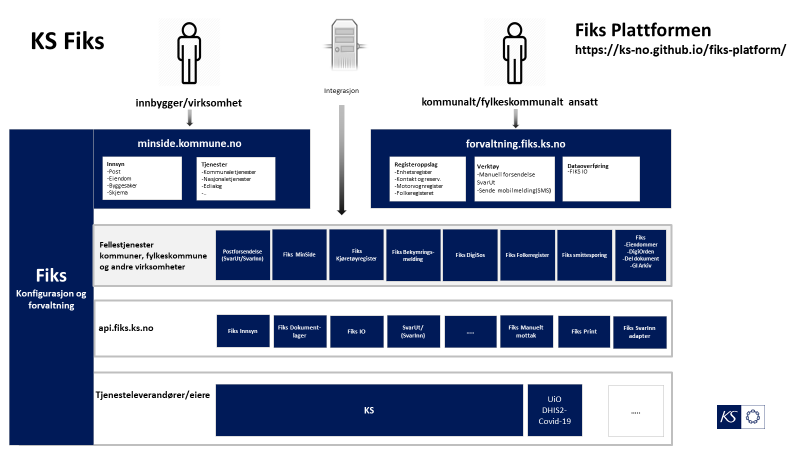 KS Fiks
Fiks Plattformen
https://ks-no.github.io/fiks-platform/
Integrasjon
innbygger/virksomhet
kommunalt/fylkeskommunalt ansatt
minside.kommune.no
Innsyn
-Post
-Eiendom
-Byggesaker
-Skjema
Tjenester
-Kommunaletjenester
-Nasjonaletjenester
-Edialog
-..
forvaltning.fiks.ks.no
Registeroppslag
-Enhetsregister
-Kontakt og reserv.
-Motorvognregister
-Folkeregisteret
Verktøy
-Manuell forsendelse
SvarUt
-Sende mobilmelding(SMS)
Dataoverføring
-FIKS IO
Fiks
Konfigurasjon og
forvaltning
Fellestjenester
kommuner, fylkeskommune
og andre virksomheter
Postforsendelse
(SvarUt/SvarInn)
Fiks MinSide
Fiks
Kjøretøyregister
Fiks Bekymrings-
melding
Fiks DigiSos
Fiks Folkeregister
Fiks smittesporing
Fiks
-Eiendommer
-DigiOrden
-Del dokument
-GI Arkiv
api.fiks.ks.no
Fiks Innsyn
Fiks Dokument-
lager
Fiks IO
SvarUt/
(SvarInn)
....
Fiks Manuelt
mottak
Fiks Print
Fiks SvarInn
adapter
Tjenesteleverandører/eiere
KS
UiO
DHIS2-
Covid-19
.....
KS